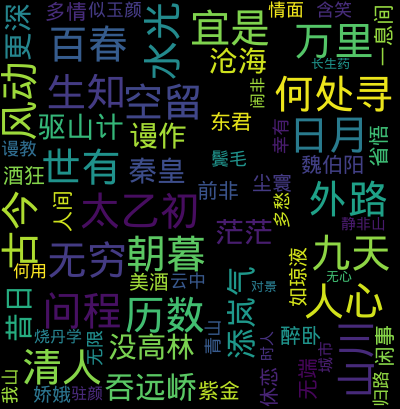 更深
多情
似玉颜
水光
宜是
情面
含笑
一息间
百春
沧海
万里
长生药
风动
生知
空留
闹非
何处寻
驱山计
谩作
东君
幸有
日月
省悟
谩教
世有
秦皇
鬓毛
魏伯阳
酒狂
人间
太乙初
前非
尘寰
多愁
外路
静非山
古今
茫茫
无穷
朝暮
九天
何用
美酒
云中
添岚气
对景
如琼液
无心
人心
昔日
问程
历数
青山
醉卧
山川
烧丹学
无限
没高林
时人
城市
闲事
清人
我山
娇娥
驻颜
吞远峤
紫金
休恋
无端
归路